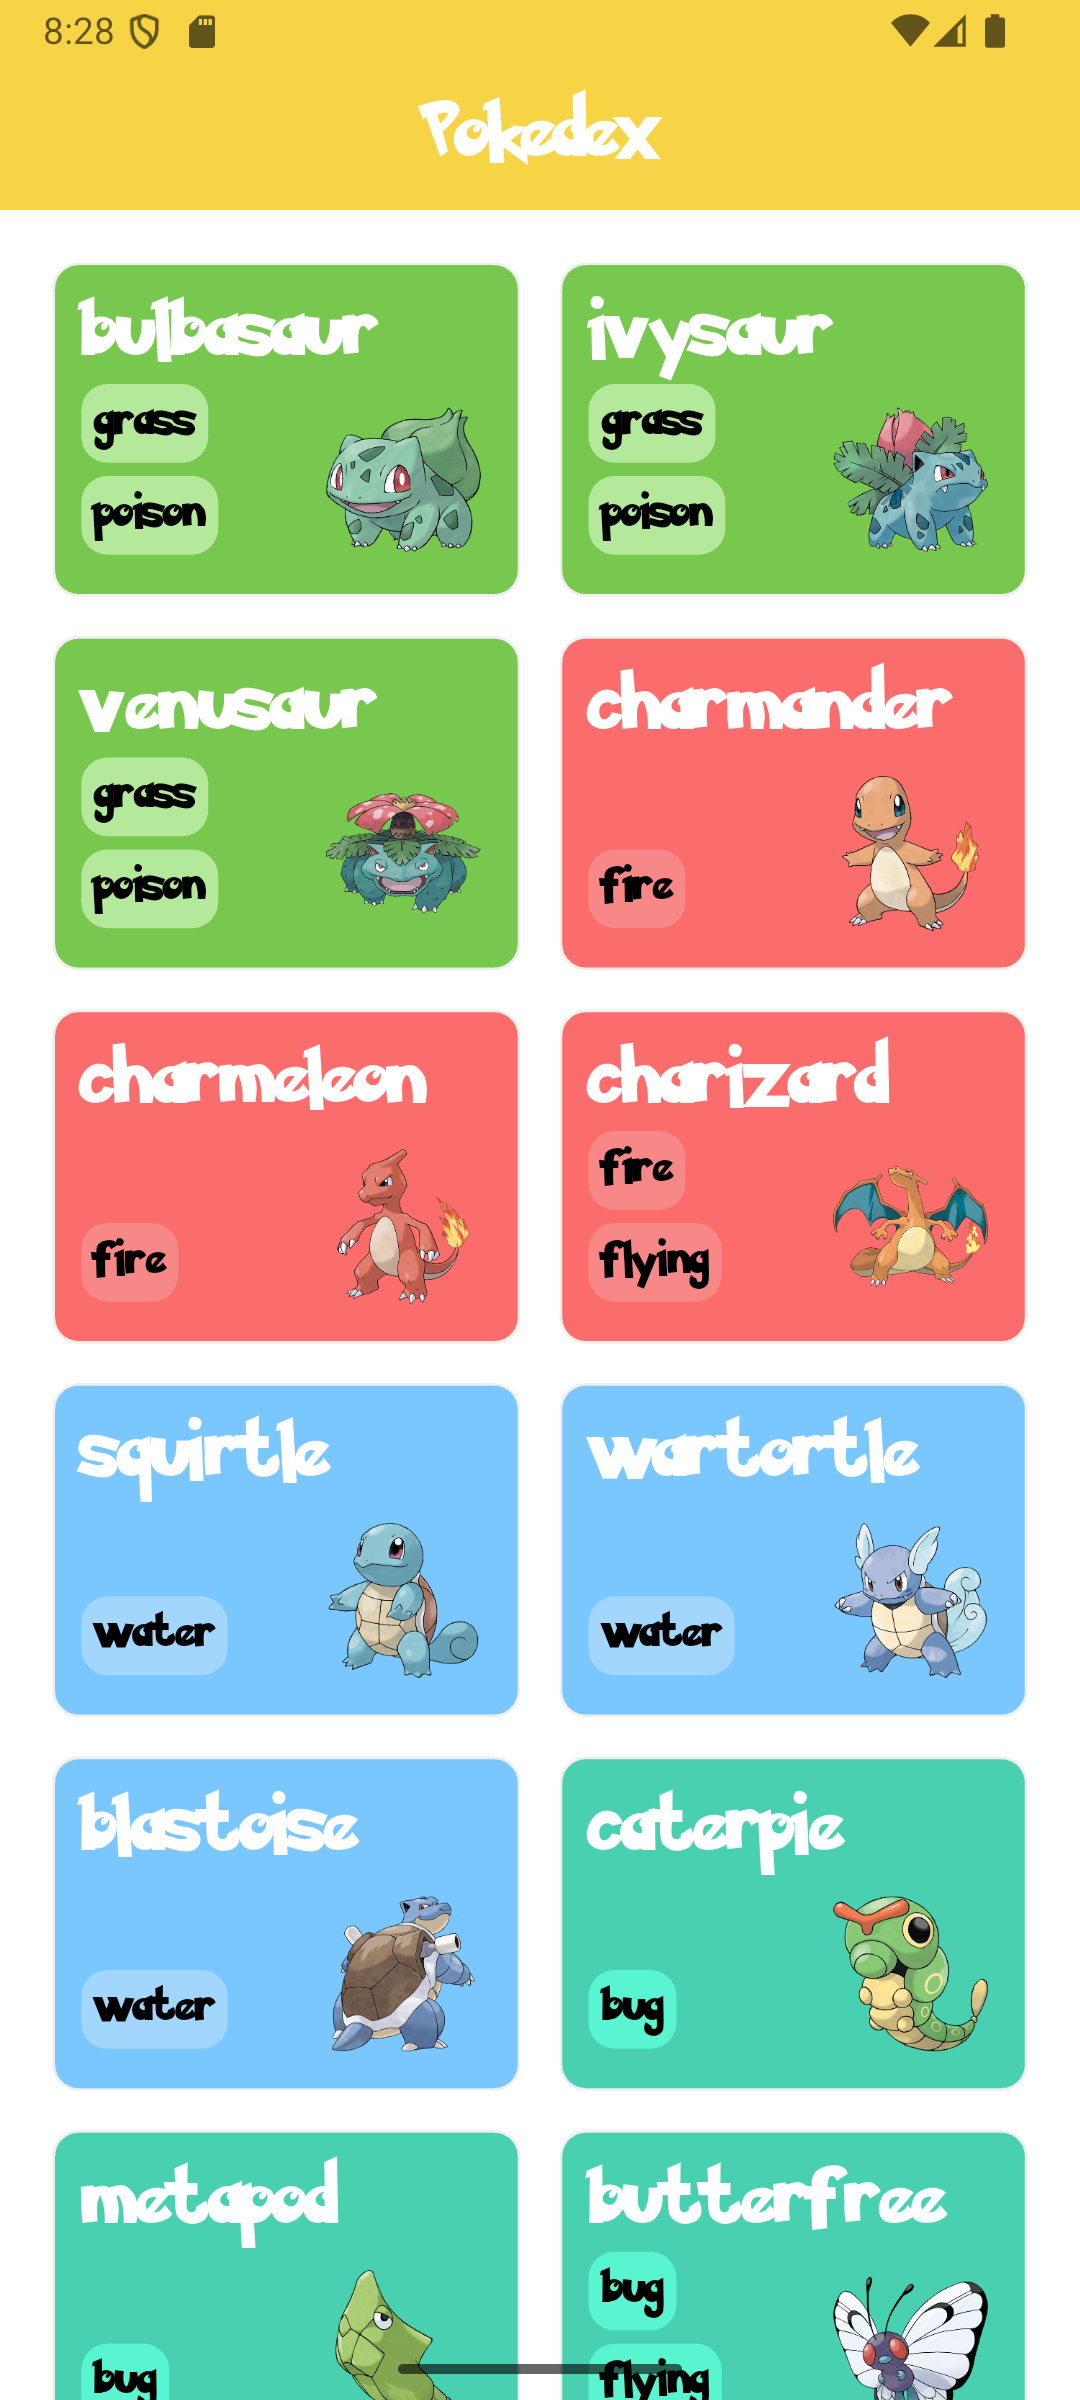 8:28
Pokedex
bulbasaur
grass
poison
ivysaur
grass
poison
venusaur
grass
poison
charmander
fire
charmeleon
fire
charizard
fire
flying
squirtle
water
wartortle
water
blastoise
water
caterpie
bug
metapod
bug
butterfree
bug
flying